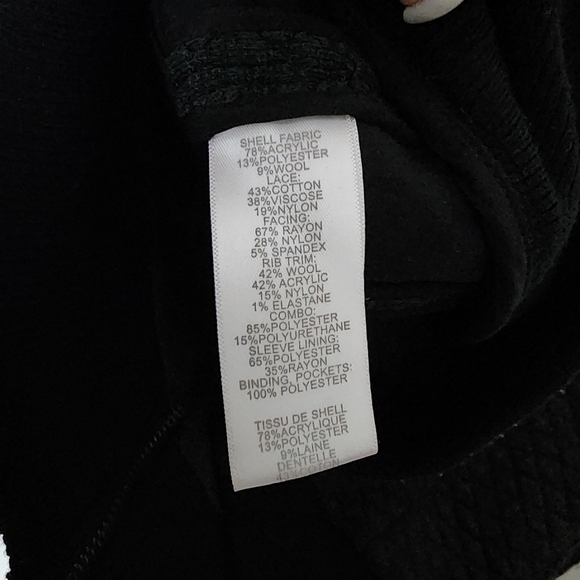 SHELL FABRIC
78%ACRYLIC
13%POLYESTER
9%WOOL
LACE:
43%COTTON
38%VISCOSE
19%NYLON
FACING:
67% RAYON
28% NYLON
5% SPANDEX
RIB TRIM:
42% WOOL
42% ACRYLIC
15% NYLON
1% ELASTANE
COMBO:
85%POLYESTER
15%POLYURETHANE
SLEEVE LINING:
65%POLYESTER
35%RAYON
BINDING, POCKETS:
100% POLYESTER
TISSU DE SHELL
78%ACRYLIQUE
13%POLYESTER
9%LAINE
DENTELLE
43%COTON